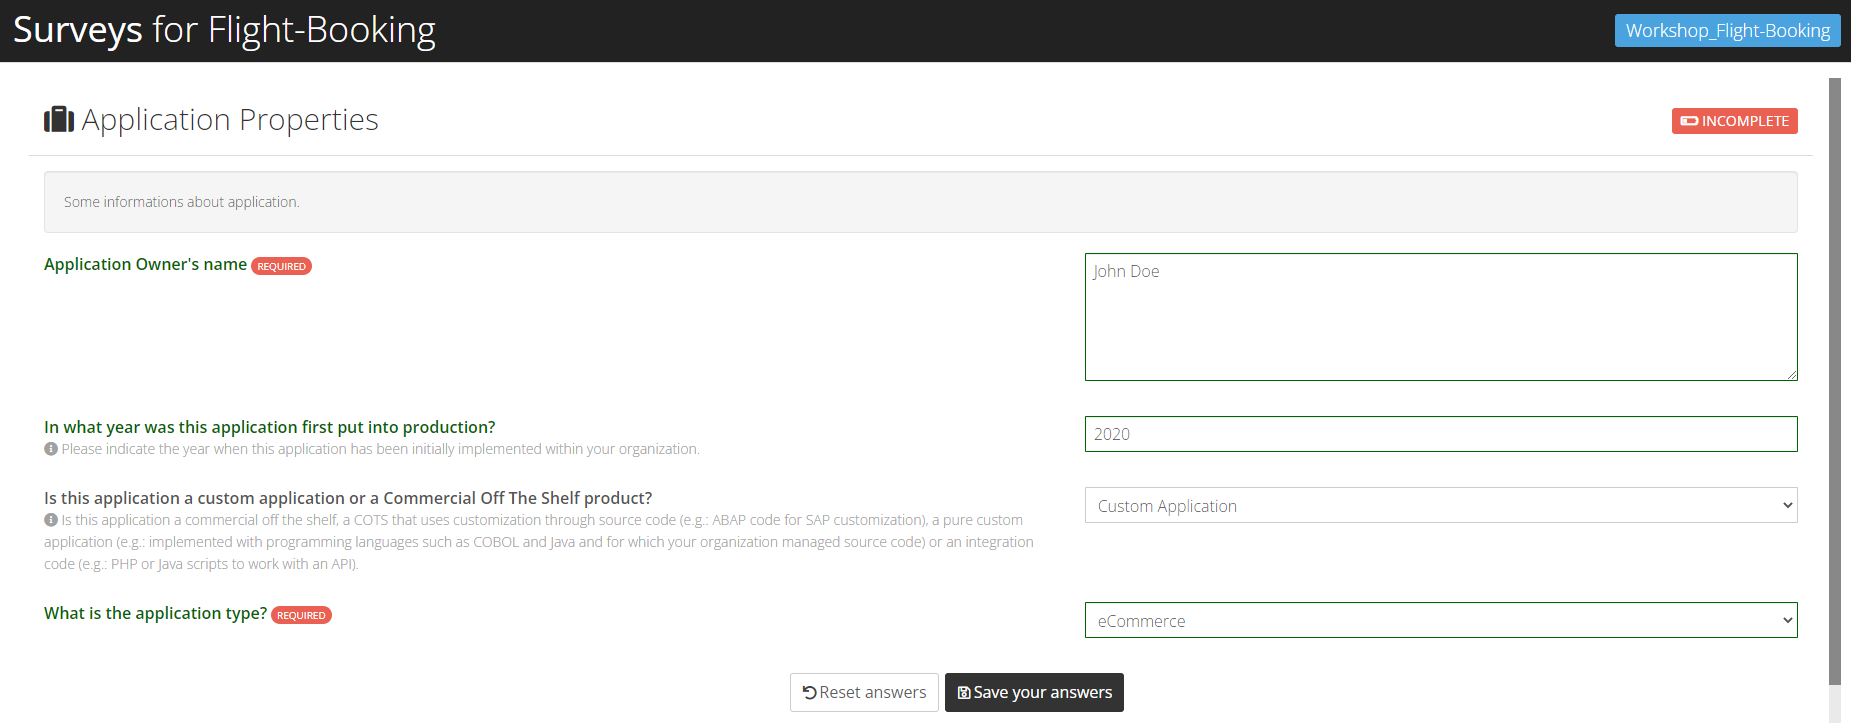 Surveys for Flight-Booking
Workshop_Flight-Booking
Application Properties
INCOMPLETE
Some informations about application.
Application Owner's name REQUIRED
John Doe
In what year was this application first put into production?
Please indicate the year when this application has been initially implemented within your organization.
2020
Is this application a custom application or a Commercial Off The Shelf product?
Is this application a commercial off the shelf, a COTS that uses customization through source code (e.g.: ABAP code for SAP customization), a pure custom
application (e.g.: implemented with programming languages such as COBOL and Java and for which your organization managed source code) or an integration
code (e.g.: PHP or Java scripts to work with an API).
Custom Application
What is the application type? REQUIRED
eCommerce
Reset answers
Save your answers